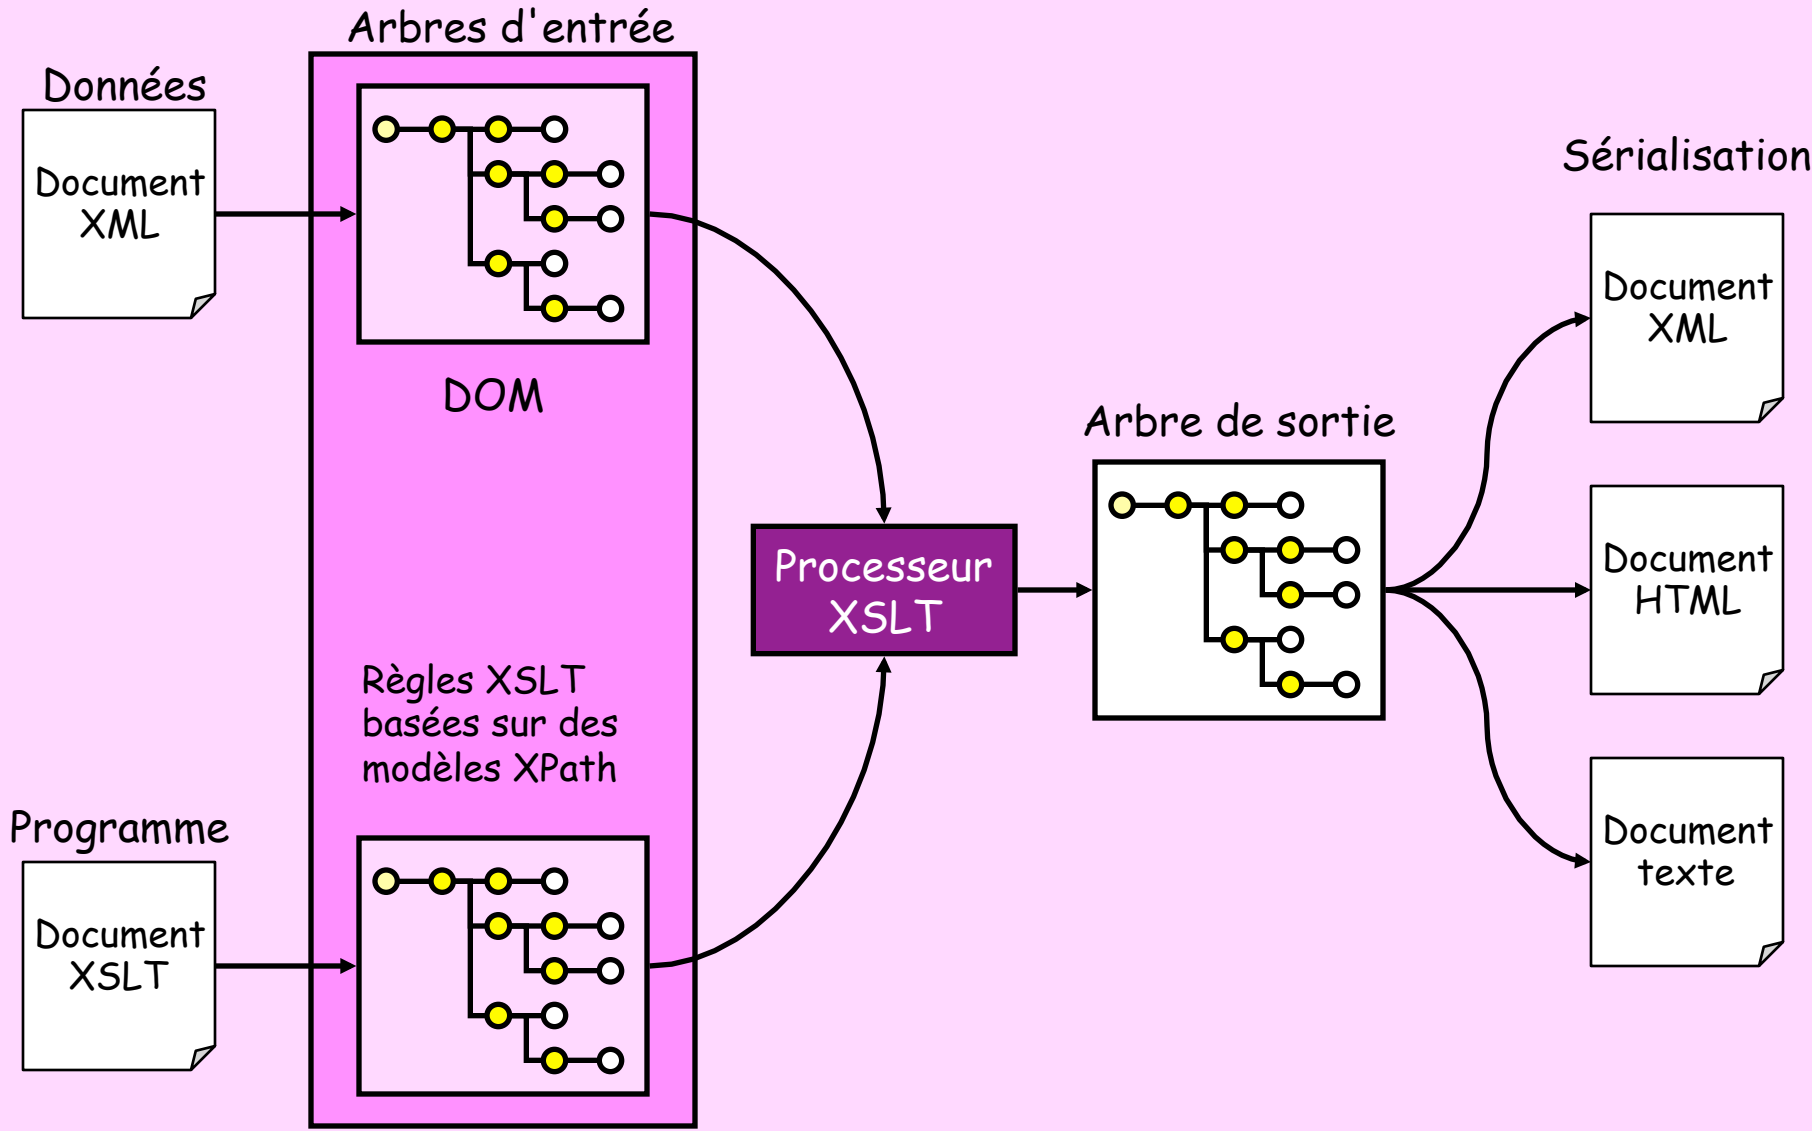 Arbres d'entrée
Données
Document
XML
DOM
Règles XSLT
basées sur des
modèles XPath
Programme
Document
XSLT
Processeur
XSLT
Arbre de sortie
Sérialisation
Document
XML
Document
HTML
Document
texte